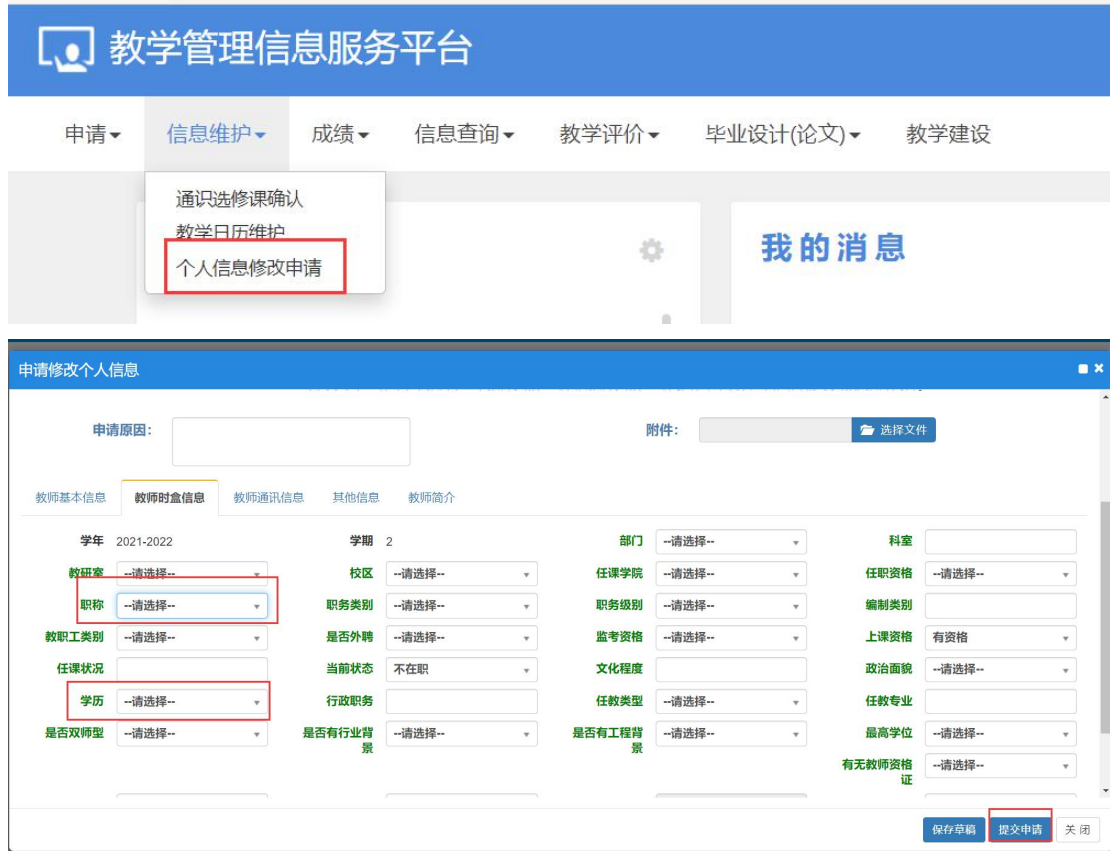 教学管理信息服务平台
申请 信息维护 成绩 信息查询 教学评价 毕业设计(论文) 教学建设
通识选修课确认
教学日历维护
个人信息修改申请
我的消息
申请修改个人信息
申请原因: 附件: 选择文件
教师基本信息 教师时盒信息 教师通讯信息 其他信息 教师简介
学年 2021-2022 学期 2 部门 --请选择-- 科室
教研室 --请选择-- 校区 --请选择-- 任课学院 --请选择-- 任职资格 --请选择--
职称 --请选择-- 职务类别 --请选择-- 职务级别 --请选择-- 编制类别
教职工类别 --请选择-- 是否外聘 --请选择-- 监考资格 --请选择-- 上课资格 有资格
任课状况 当前状态 不在职 文化程度 政治面貌 --请选择--
学历 --请选择-- 行政职务 任教类型 --请选择-- 任教专业
是否双师型 --请选择-- 是否有行业背景 --请选择-- 是否有工程背景 --请选择-- 最高学位 --请选择--
有无教师资格证 --请选择--
保存草稿 提交申请 关闭